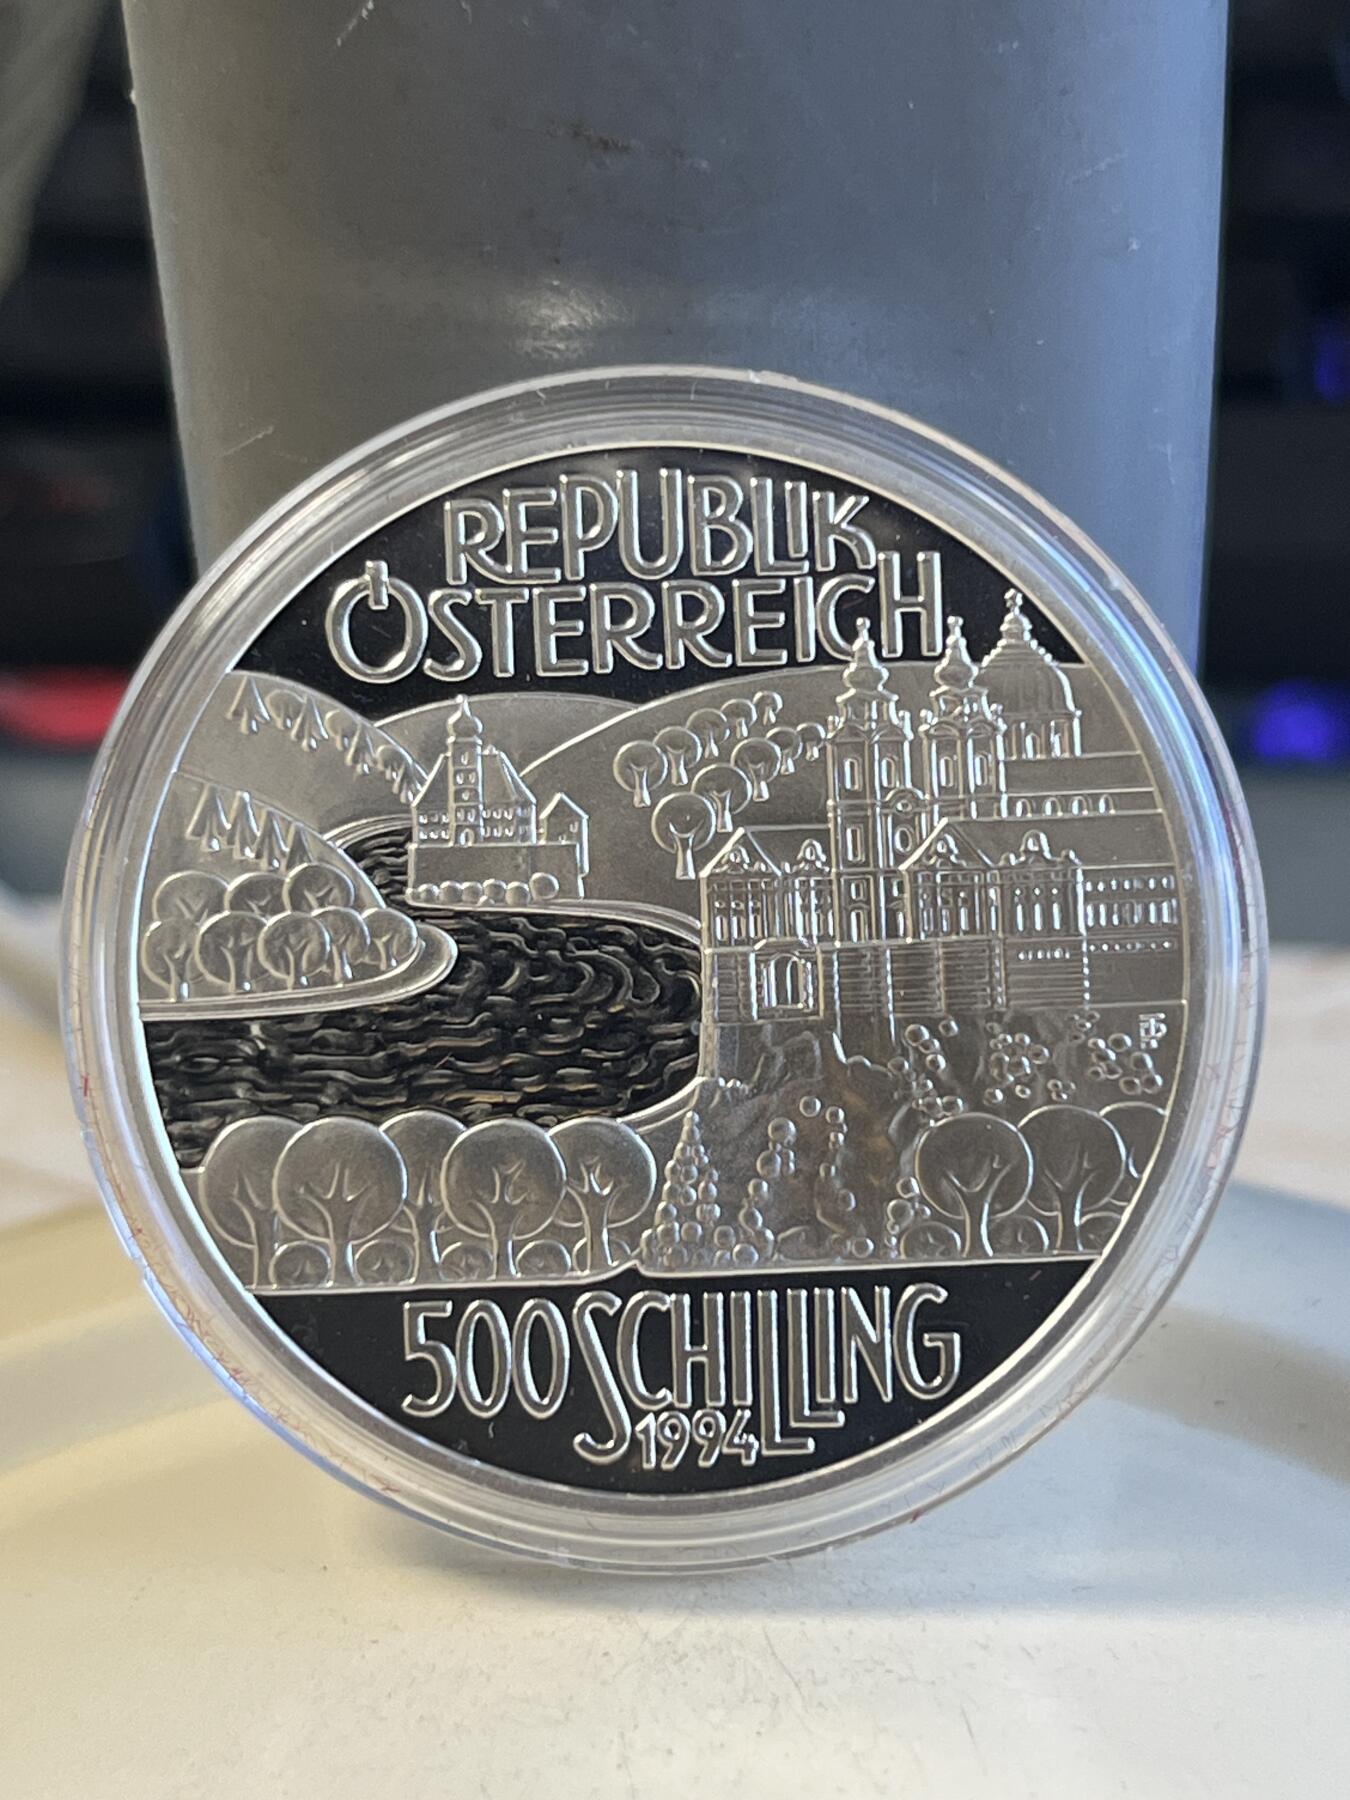 REPUBLIK
ÖSTERREICH
500 SCHILLING
1994